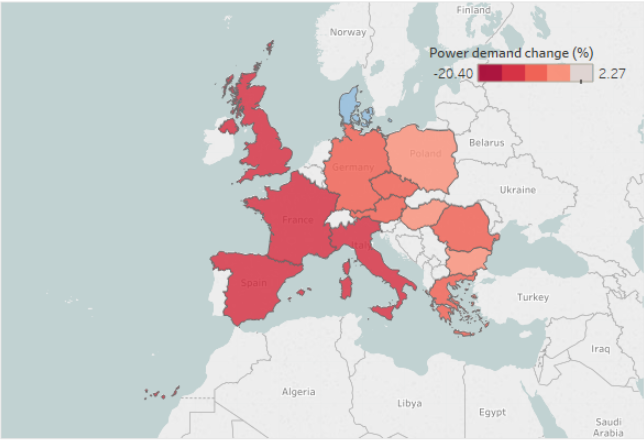 Finland
Norway
Power demand change (%)
-20.40 2.27
Belarus
Poland
Germany
Ukraine
France
Italy
Spain
Turkey
Iraq
Algeria
Libya
Egypt
Saudi
Arabia